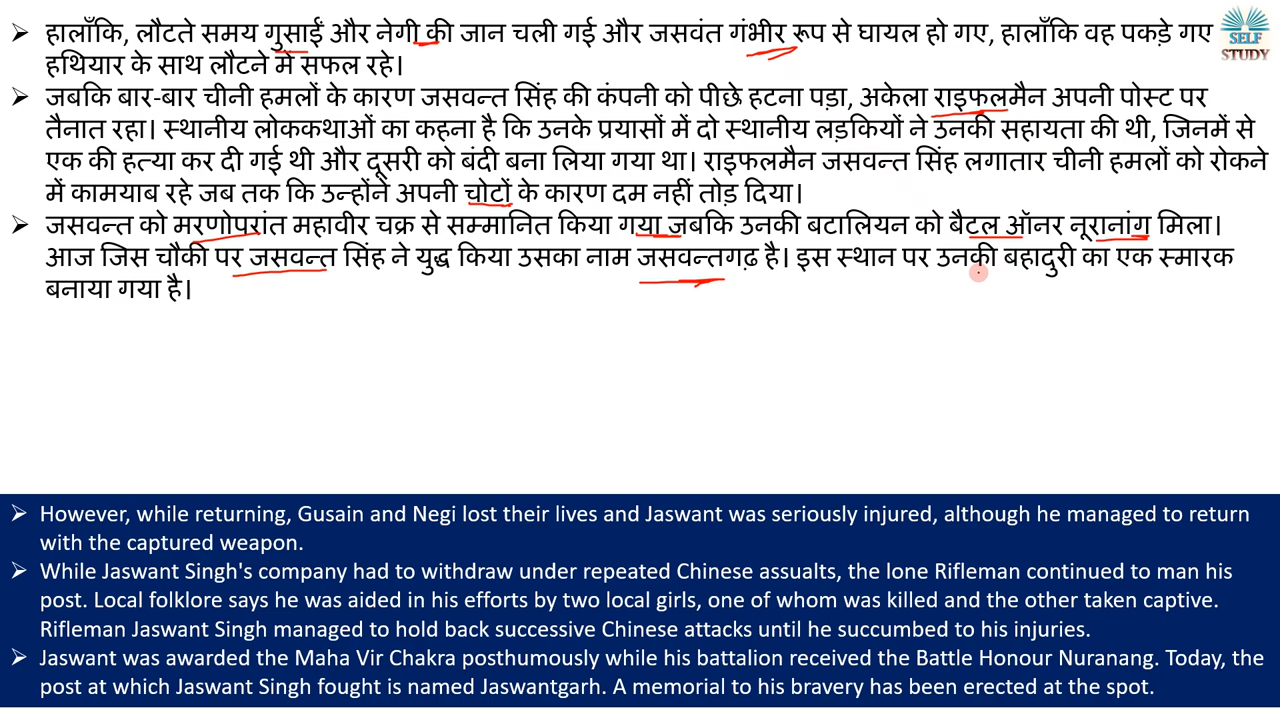 ➢ हालाँकि, लौटते समय गुसाईं और नेगी की जान चली गई और जसवंत गंभीर रूप से घायल हो गए, हालाँकि वह पकड़े गए
हथियार के साथ लौटने में सफल रहे।
SELF
STUDY
➢ जबकि बार-बार चीनी हमलों के कारण जसवन्त सिंह की कंपनी को पीछे हटना पड़ा, अकेला राइफलमैन अपनी पोस्ट पर
तैनात रहा। स्थानीय लोककथाओं का कहना है कि उनके प्रयासों में दो स्थानीय लड़कियों ने उनकी सहायता की थी, जिनमें से
एक की हत्या कर दी गई थी और दूसरी को बंदी बना लिया गया था। राइफलमैन जसवन्त सिंह लगातार चीनी हमलों को रोकने
में कामयाब रहे जब तक कि उन्होंने अपनी चोटों के कारण दम नहीं तोड़ दिया।
➢ जसवन्त को मरणोपरांत महावीर चक्र से सम्मानित किया गया जबकि उनकी बटालियन को बैटल ऑनर नूरानांग मिला।
आज जिस चौकी पर जसवन्त सिंह ने युद्ध किया उसका नाम जसवन्तगढ़ है। इस स्थान पर उनकी बहादुरी का एक स्मारक
बनाया गया है।
➢ However, while returning, Gusain and Negi lost their lives and Jaswant was seriously injured, although he managed to return
with the captured weapon.
➢ While Jaswant Singh's company had to withdraw under repeated Chinese assualts, the lone Rifleman continued to man his
post. Local folklore says he was aided in his efforts by two local girls, one of whom was killed and the other taken captive.
Rifleman Jaswant Singh managed to hold back successive Chinese attacks until he succumbed to his injuries.
➢ Jaswant was awarded the Maha Vir Chakra posthumously while his battalion received the Battle Honour Nuranang. Today, the
post at which Jaswant Singh fought is named Jaswantgarh. A memorial to his bravery has been erected at the spot.